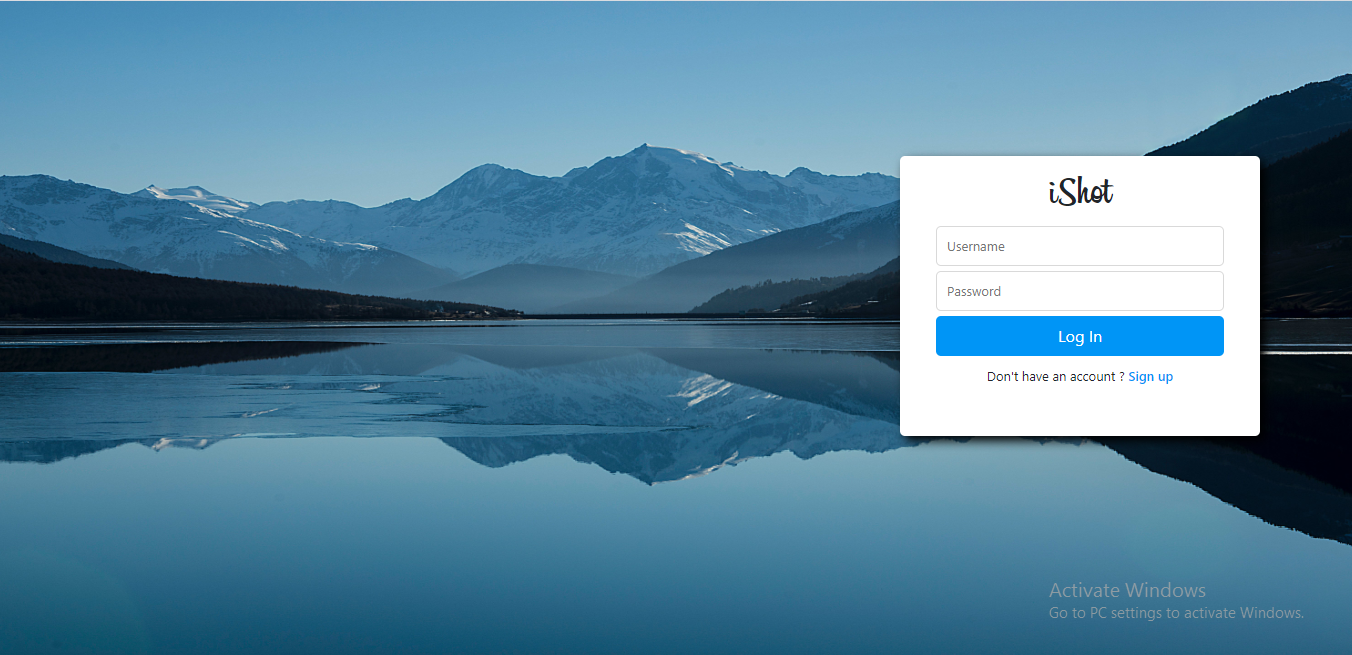 iShot
Username
Password
Log In
Don't have an account ? Sign up
Activate Windows
Go to PC settings to activate Windows.